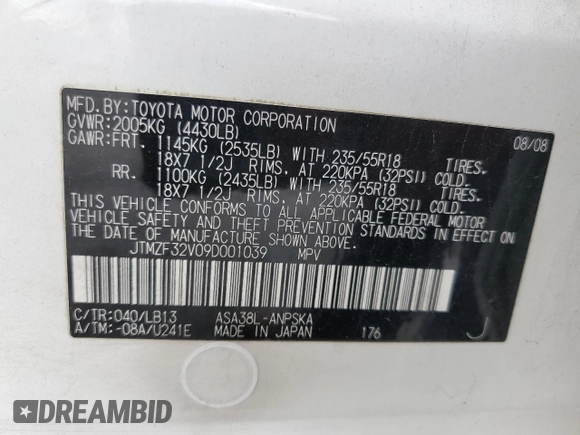 MFD.BY:TOYOTA MOTOR CORPORATION 08/08
GVWR:2005KG (4430LB)
GAWR:FRT. 1145KG (2535LB) WITH 235/55R18 TIRES.
18X7 1/2J RIMS. AT 220KPA (32PSI) COLD.
RR. 1100KG (2435LB) WITH 235/55R18 TIRES.
18X7 1/2J RIMS. AT 220KPA (32PSI) COLD.
THIS VEHICLE CONFORMS TO ALL APPLICABLE FEDERAL MOTOR
VEHICLE SAFETY AND THEFT PREVENTION STANDARDS IN EFFECT ON
THE DATE OF MANUFACTURE SHOWN ABOVE.
JTMZF32V09D001039 MPV
C/TR:040/LB13 ASA38L-ANPSKA
A/TM:-08A/U241E MADE IN JAPAN 176 J
DREAMBID